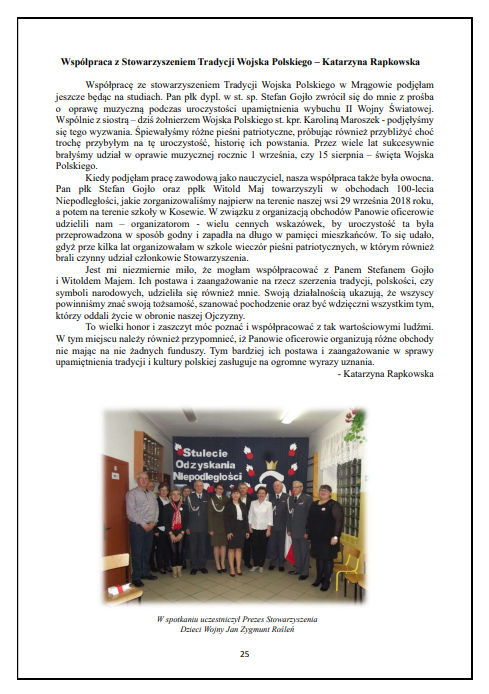 Współpraca z Stowarzyszeniem Tradycji Wojska Polskiego – Katarzyna Rapkowska
Współpracę ze stowarzyszeniem Tradycji Wojska Polskiego w Mrągowie podjęłam
jeszcze będąc na studiach. Pan płk dypl. w st. sp. Stefan Gojło zwrócił się do mnie z prośba
o oprawę muzyczną podczas uroczystości upamiętnienia wybuchu II Wojny Światowej.
Wspólnie z siostrą – dziś żołnierzem Wojska Polskiego st. kpr. Karoliną Maroszek - podjęłyśmy
się tego wyzwania. Śpiewałyśmy różne pieśni patriotyczne, próbując również przybliżyć choć
trochę przybyłym na tę uroczystość, historię ich powstania. Przez wiele lat sukcesywnie
brałyśmy udział w oprawie muzycznej rocznic 1 września, czy 15 sierpnia – święta Wojska
Polskiego.
Kiedy podjęłam pracę zawodową jako nauczyciel, nasza współpraca także była owocna.
Pan płk Stefan Gojło oraz ppłk Witold Maj towarzyszyli w obchodach 100-lecia
Niepodległości, jakie zorganizowaliśmy najpierw na terenie naszej wsi 29 września 2018 roku,
a potem na terenie szkoły w Kosewie. W związku z organizacją obchodów Panowie oficerowie
udzielili nam – organizatorom - wielu cennych wskazówek, by uroczystość ta była
przeprowadzona w sposób godny i zapadła na długo w pamięci mieszkańców. To się udało,
gdyż prze kilka lat organizowałam w szkole wieczór pieśni patriotycznych, w którym również
brali czynny udział członkowie Stowarzyszenia.
Jest mi niezmiernie miło, że mogłam współpracować z Panem Stefanem Gojło
i Witoldem Majem. Ich postawa i zaangażowanie na rzecz szerzenia tradycji, polskości, czy
symboli narodowych, udzieliła się również mnie. Swoją działalnością ukazują, że wszyscy
powinniśmy znać swoją tożsamość, szanować pochodzenie oraz być wdzięczni wszystkim tym,
którzy oddali życie w obronie naszej Ojczyzny.
To wielki honor i zaszczyt móc poznać i współpracować z tak wartościowymi ludźmi.
W tym miejscu należy również przypomnieć, iż Panowie oficerowie organizują różne obchody
nie mając na nie żadnych funduszy. Tym bardziej ich postawa i zaangażowanie w sprawy
upamiętnienia tradycji i kultury polskiej zasługuje na ogromne wyrazy uznania.
- Katarzyna Rapkowska
Stulecie
Odzyskania
Niepodległości
W spotkaniu uczestniczył Prezes Stowarzyszenia
Dzieci Wojny Jan Zygmunt Rośleń
25